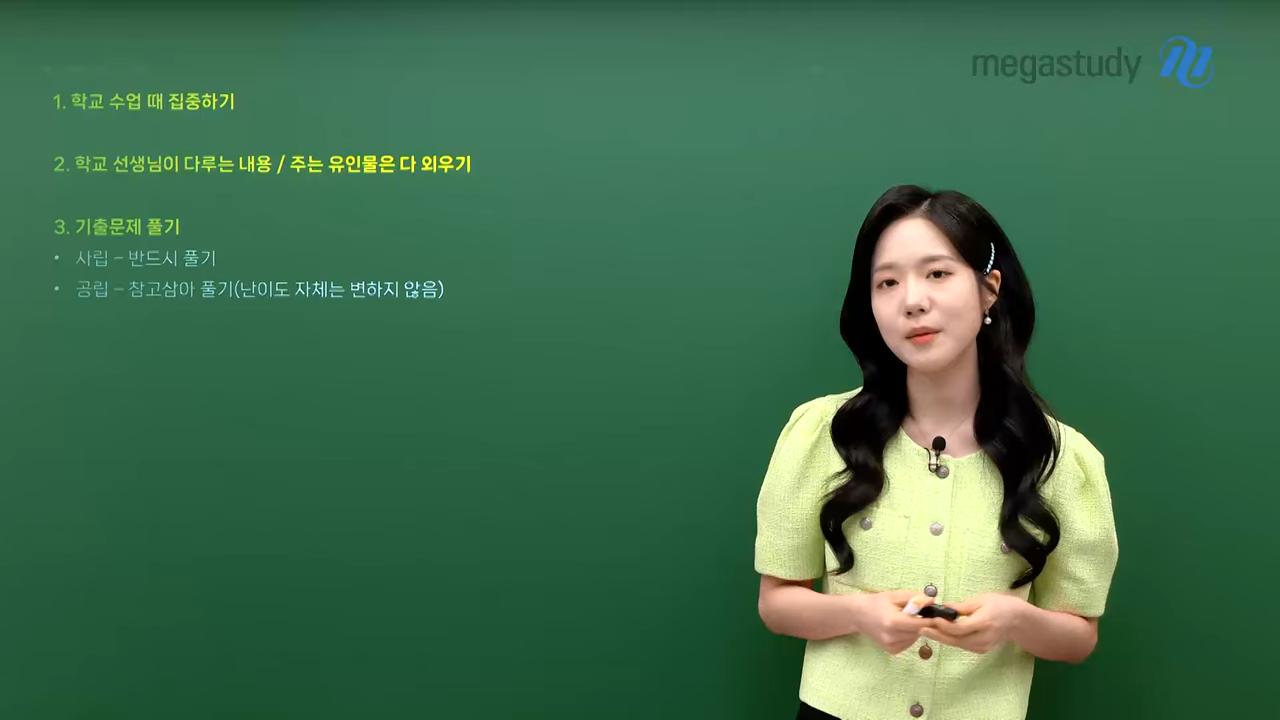 megastudy
1. 학교 수업 때 집중하기
2. 학교 선생님이 다루는 내용 / 주는 유인물은 다 외우기
3. 기출문제 풀기
• 사립 – 반드시 풀기
• 공립 – 참고삼아 풀기(난이도 자체는 변하지 않음)